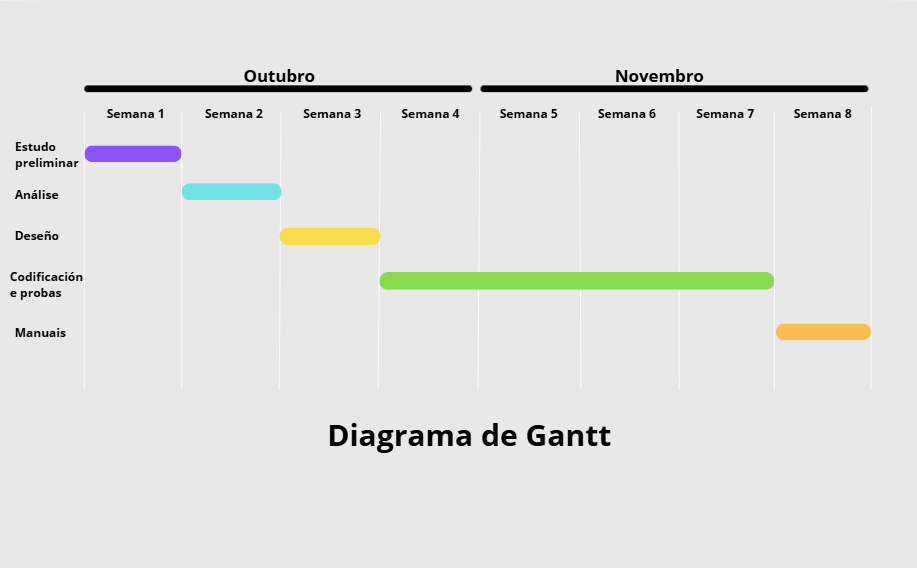 Outubro Novembro
Semana 1 Semana 2 Semana 3 Semana 4 Semana 5 Semana 6 Semana 7 Semana 8
Estudo
preliminar
Análise
Deseño
Codificación
e probas
Manuais
Diagrama de Gantt